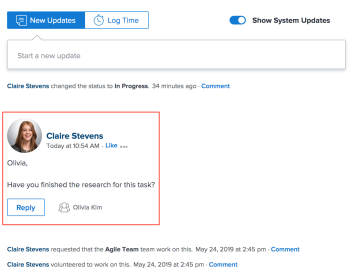 New Updates
Log Time
Show System Updates
Start a new update
Claire Stevens changed the status to In Progress. 34 minutes ago · Comment
Claire Stevens
Today at 10:54 AM · Like
Olivia,
Have you finished the research for this task?
Reply
Olivia Kim
Claire Stevens requested that the Agile Team team work on this. May 24, 2019 at 2:45 pm · Comment
Claire Stevens volunteered to work on this. May 24, 2019 at 2:45 pm · Comment